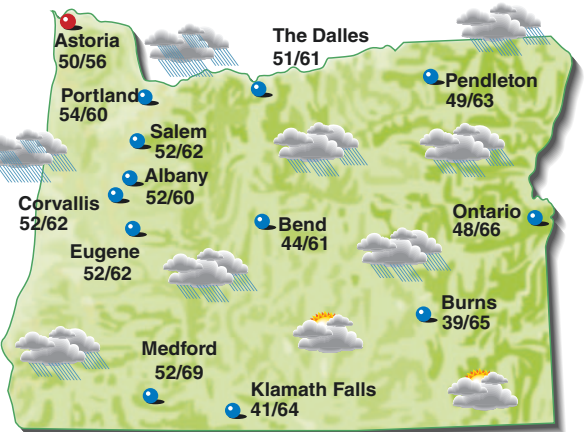 Astoria
50/56
The Dalles
51/61
Pendleton
49/63
Portland
54/60
Salem
52/62
Albany
52/60
Corvallis
52/62
Eugene
52/62
Bend
44/61
Ontario
48/66
Burns
39/65
Medford
52/69
Klamath Falls
41/64